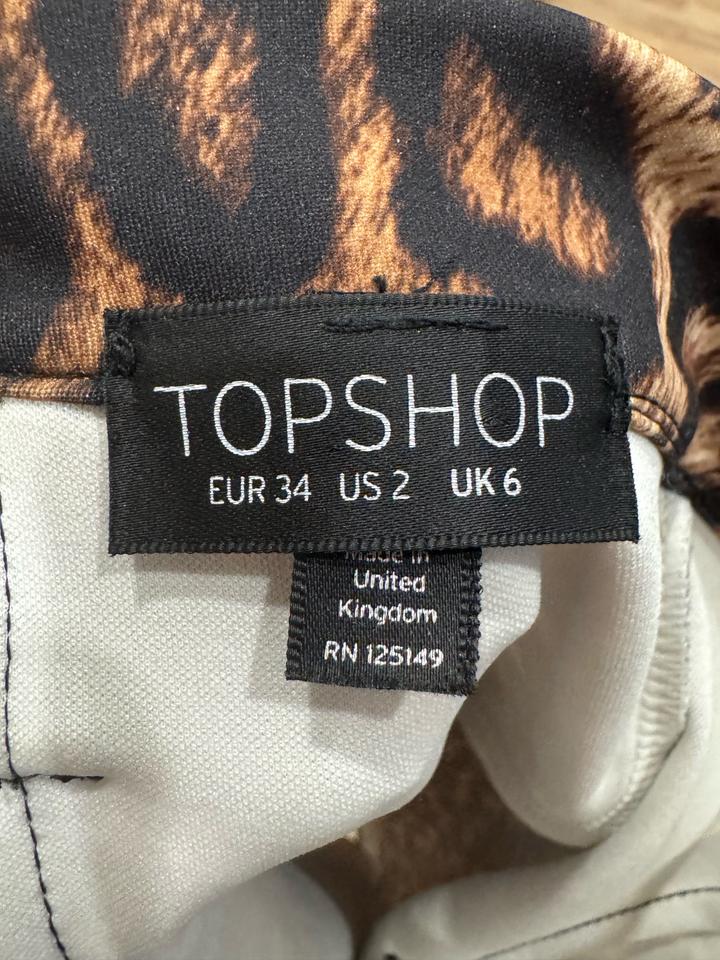 TOPSHOP
EUR 34 US 2 UK 6
Made in
United
Kingdom
RN 125149